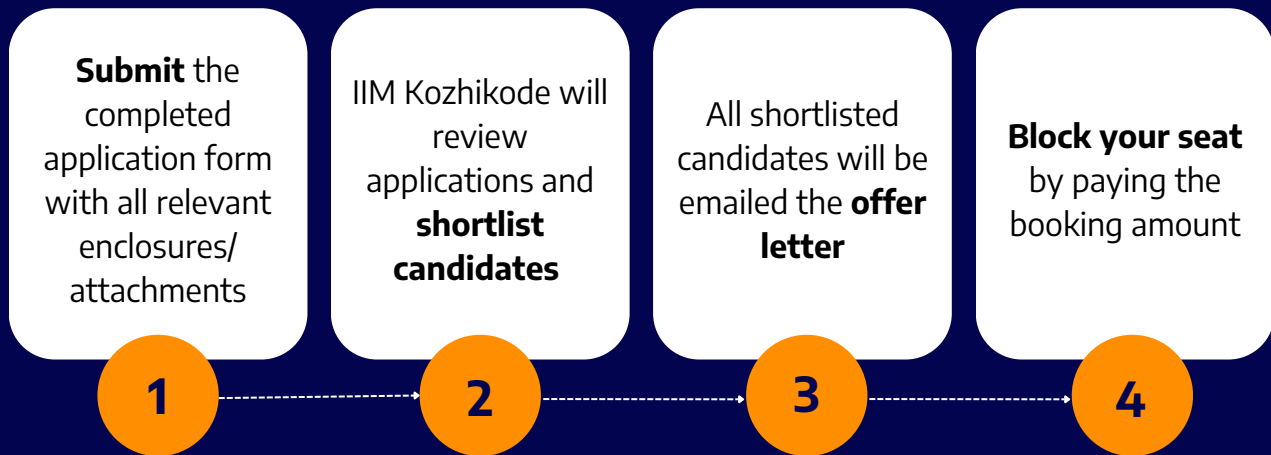 Submit the
completed
application form
with all relevant
enclosures/
attachments
1
IIM Kozhikode will
review
applications and
shortlist
candidates
2
All shortlisted
candidates will be
emailed the offer
letter
3
Block your seat
by paying the
booking amount
4